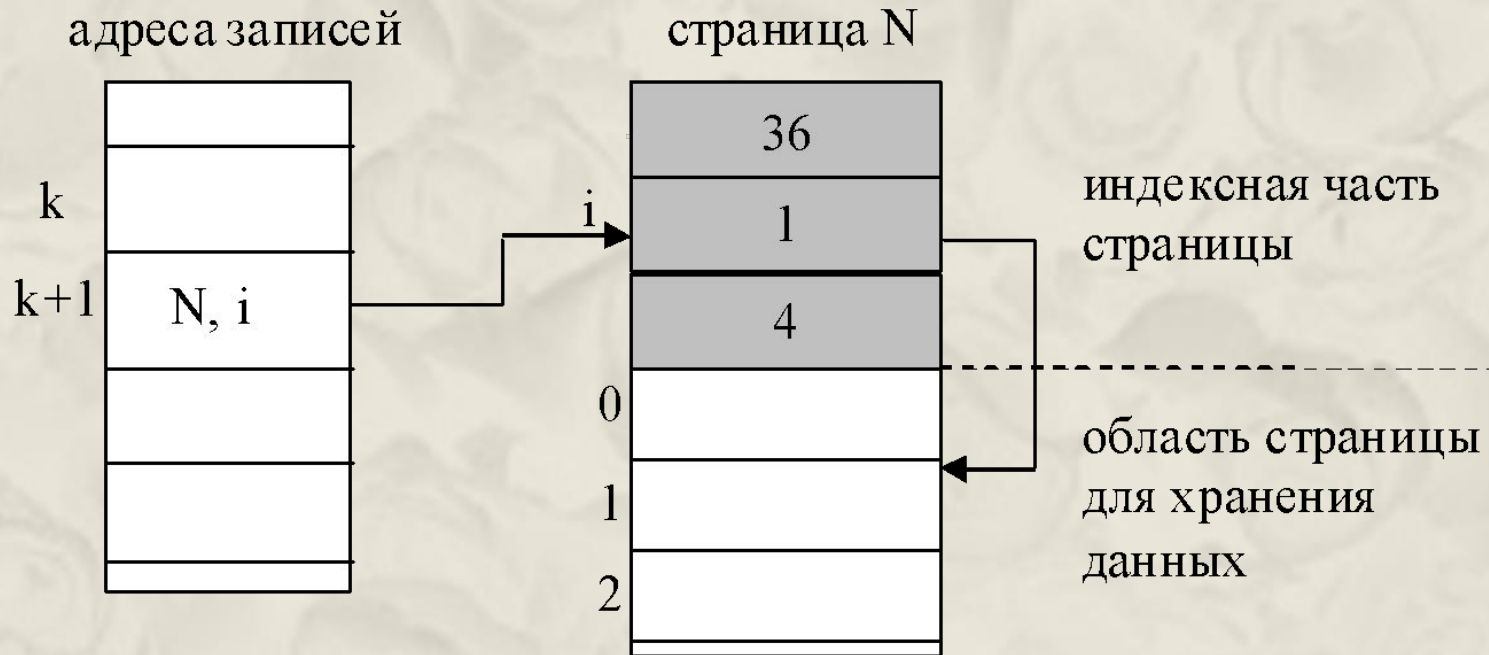 адреса записей
страница N
36
k
i
1
индексная часть
страницы
k+1
N, i
4
0
область страницы
для хранения
данных
1
2